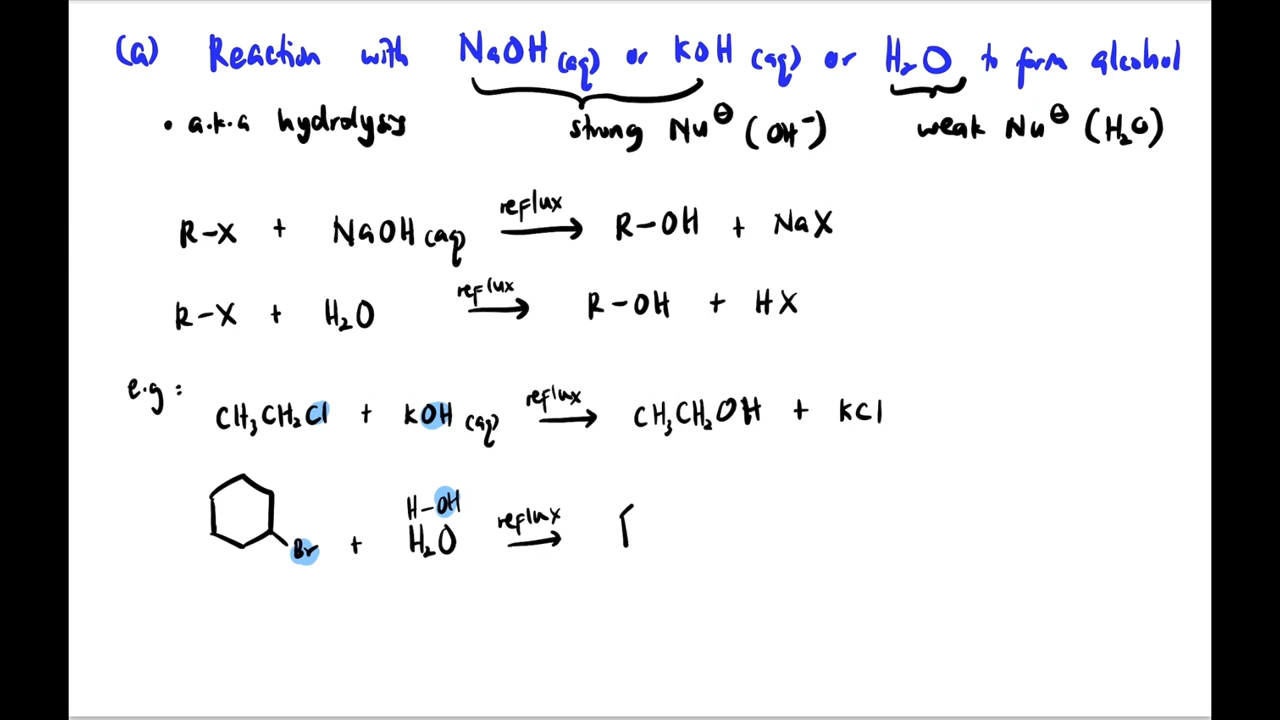 (a) Reaction with NaOH (aq) or KOH (aq) or H₂O to form alcohol
• a.k.a hydrolysis strong Nu⊖ (OH⁻) weak Nu⊖ (H₂O)
reflux
R-X + NaOH (aq) → R-OH + NaX
reflux
R-X + H₂O → R-OH + HX
e.g:
reflux
CH₃CH₂Cl + KOH (aq) → CH₃CH₂OH + KCl
H-OH
reflux
Br + H₂O →